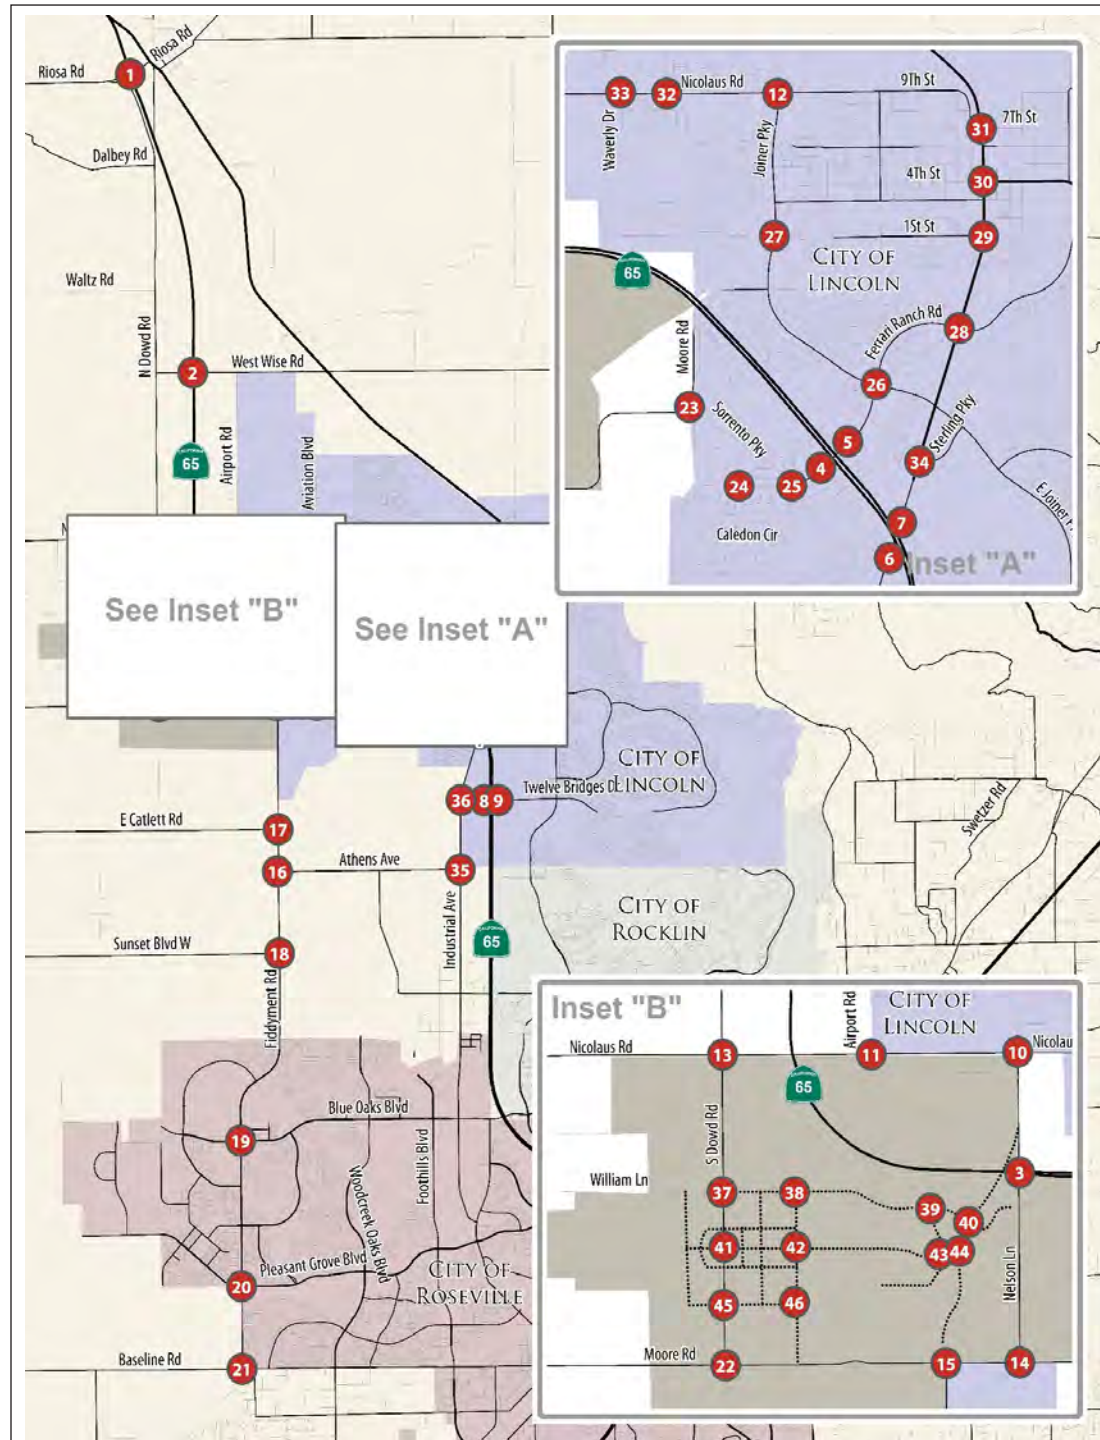 Riosa Rd
Riosa Rd
1
Dalbey Rd
Waltz Rd
N Dowd Rd
2
West Wise Rd
65
Airport Rd
Aviation Blvd
N
See Inset "B"
See Inset "A"
33
32
Nicolaus Rd
12
9Th St
7Th St
31
Waverly Dr
Joiner Pky
4Th St
30
27
1St St
29
CITY OF
LINCOLN
65
Moore Rd
Ferrari Ranch Rd
28
26
23
Sorrento Pky
5
Sterling Pky
4
34
24
25
E Joiner P
Caledon Cir
7
6
Inset "A"
CITY OF
LINCOLN
36
8
9
Twelve Bridges D
E Catlett Rd
17
Swetzer Rd
16
Athens Ave
35
CITY OF
ROCKLIN
Industrial Ave
65
Sunset Blvd W
18
Fiddyment Rd
Blue Oaks Blvd
19
Foothills Blvd
Woodcreek Oaks Blvd
Pleasant Grove Blvd
20
CITY OF
ROSEVILLE
Baseline Rd
21
Inset "B"
CITY OF
LINCOLN
Airport Rd
Nicolaus Rd
13
11
10
Nicolau
CALIFORNIA
65
S Dowd Rd
3
William Ln
37
38
39
40
41
42
43
44
Nelson Ln
45
46
Moore Rd
22
15
14